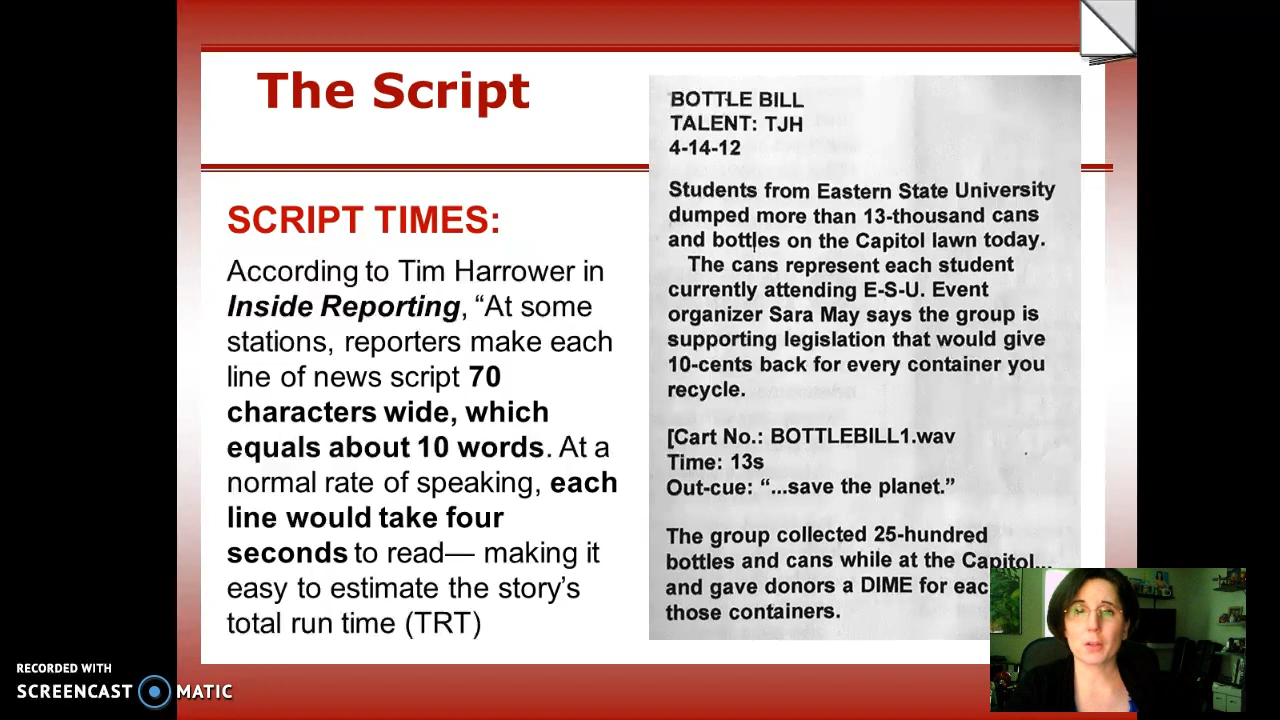 The Script
SCRIPT TIMES:
According to Tim Harrower in
Inside Reporting, “At some
stations, reporters make each
line of news script 70
characters wide, which
equals about 10 words. At a
normal rate of speaking, each
line would take four
seconds to read— making it
easy to estimate the story’s
total run time (TRT)
BOTTLE BILL
TALENT: TJH
4-14-12
Students from Eastern State University
dumped more than 13-thousand cans
and bottles on the Capitol lawn today.
The cans represent each student
currently attending E-S-U. Event
organizer Sara May says the group is
supporting legislation that would give
10-cents back for every container you
recycle.
[Cart No.: BOTTLEBILL1.wav
Time: 13s
Out-cue: “...save the planet.”
The group collected 25-hundred
bottles and cans while at the Capitol...
and gave donors a DIME for
those containers.
RECORDED WITH
SCREENCAST MATIC